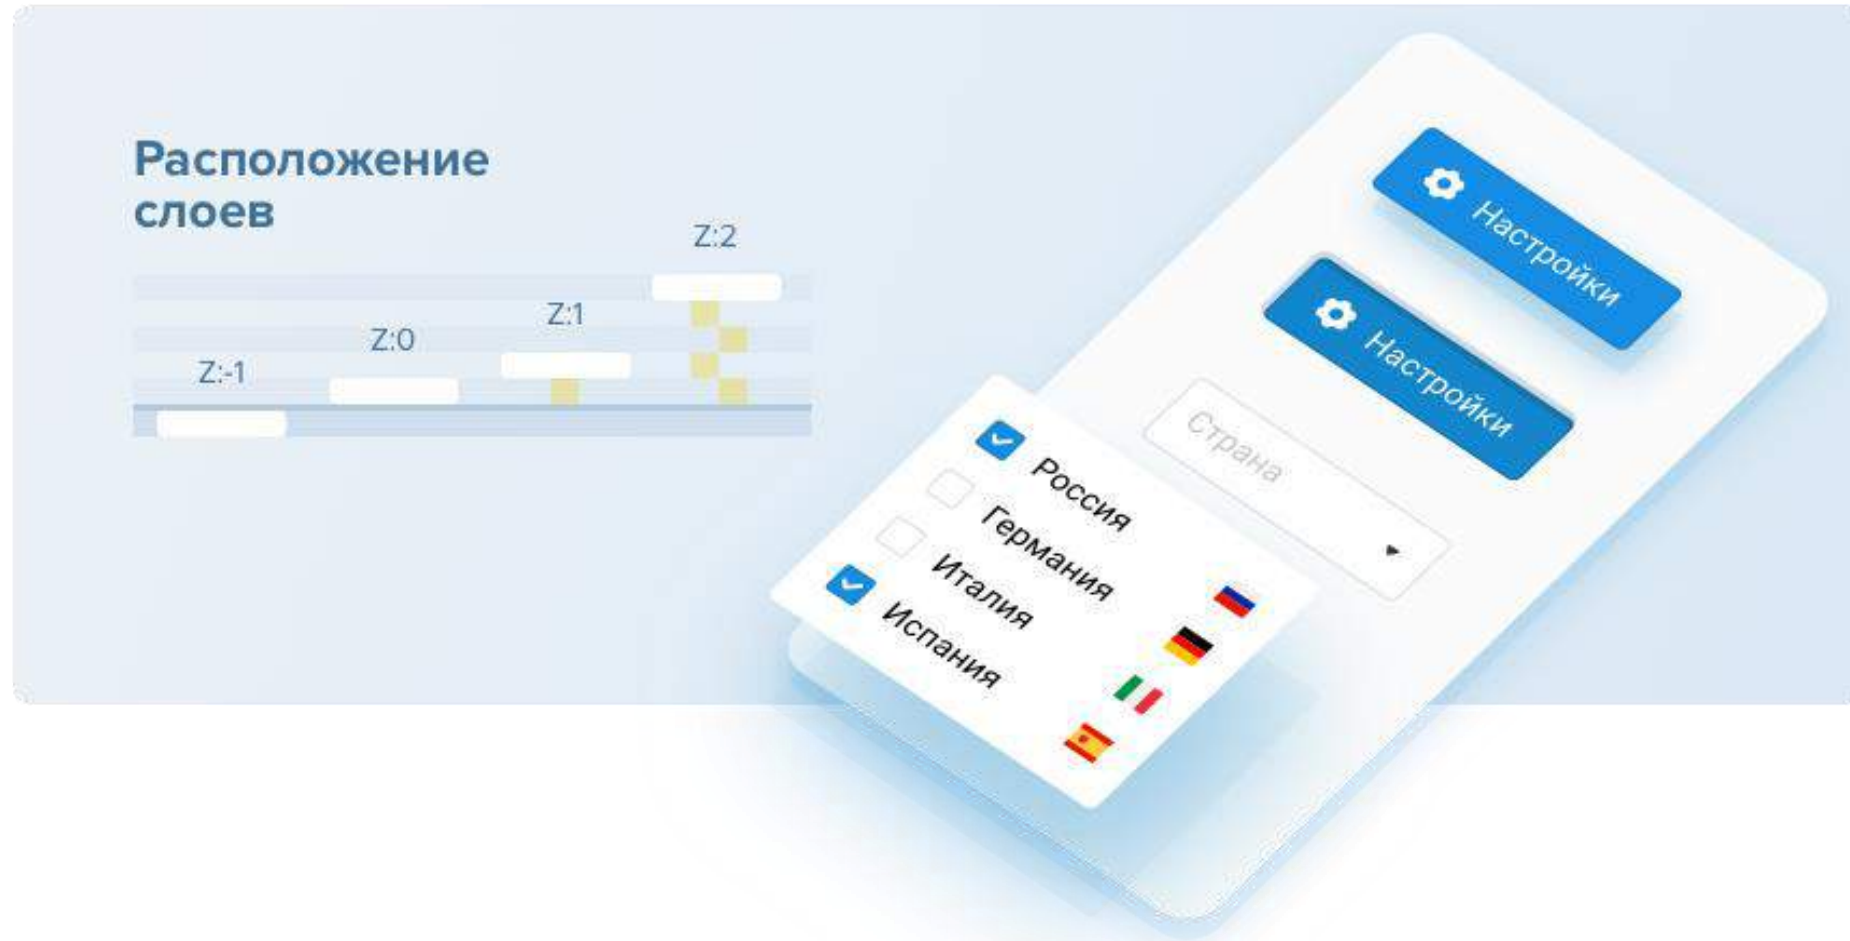 Расположение
слоев
Z:2
Z:1
Z:0
Z:-1
Настройки
Настройки
Страна
Россия
Германия
Италия
Испания